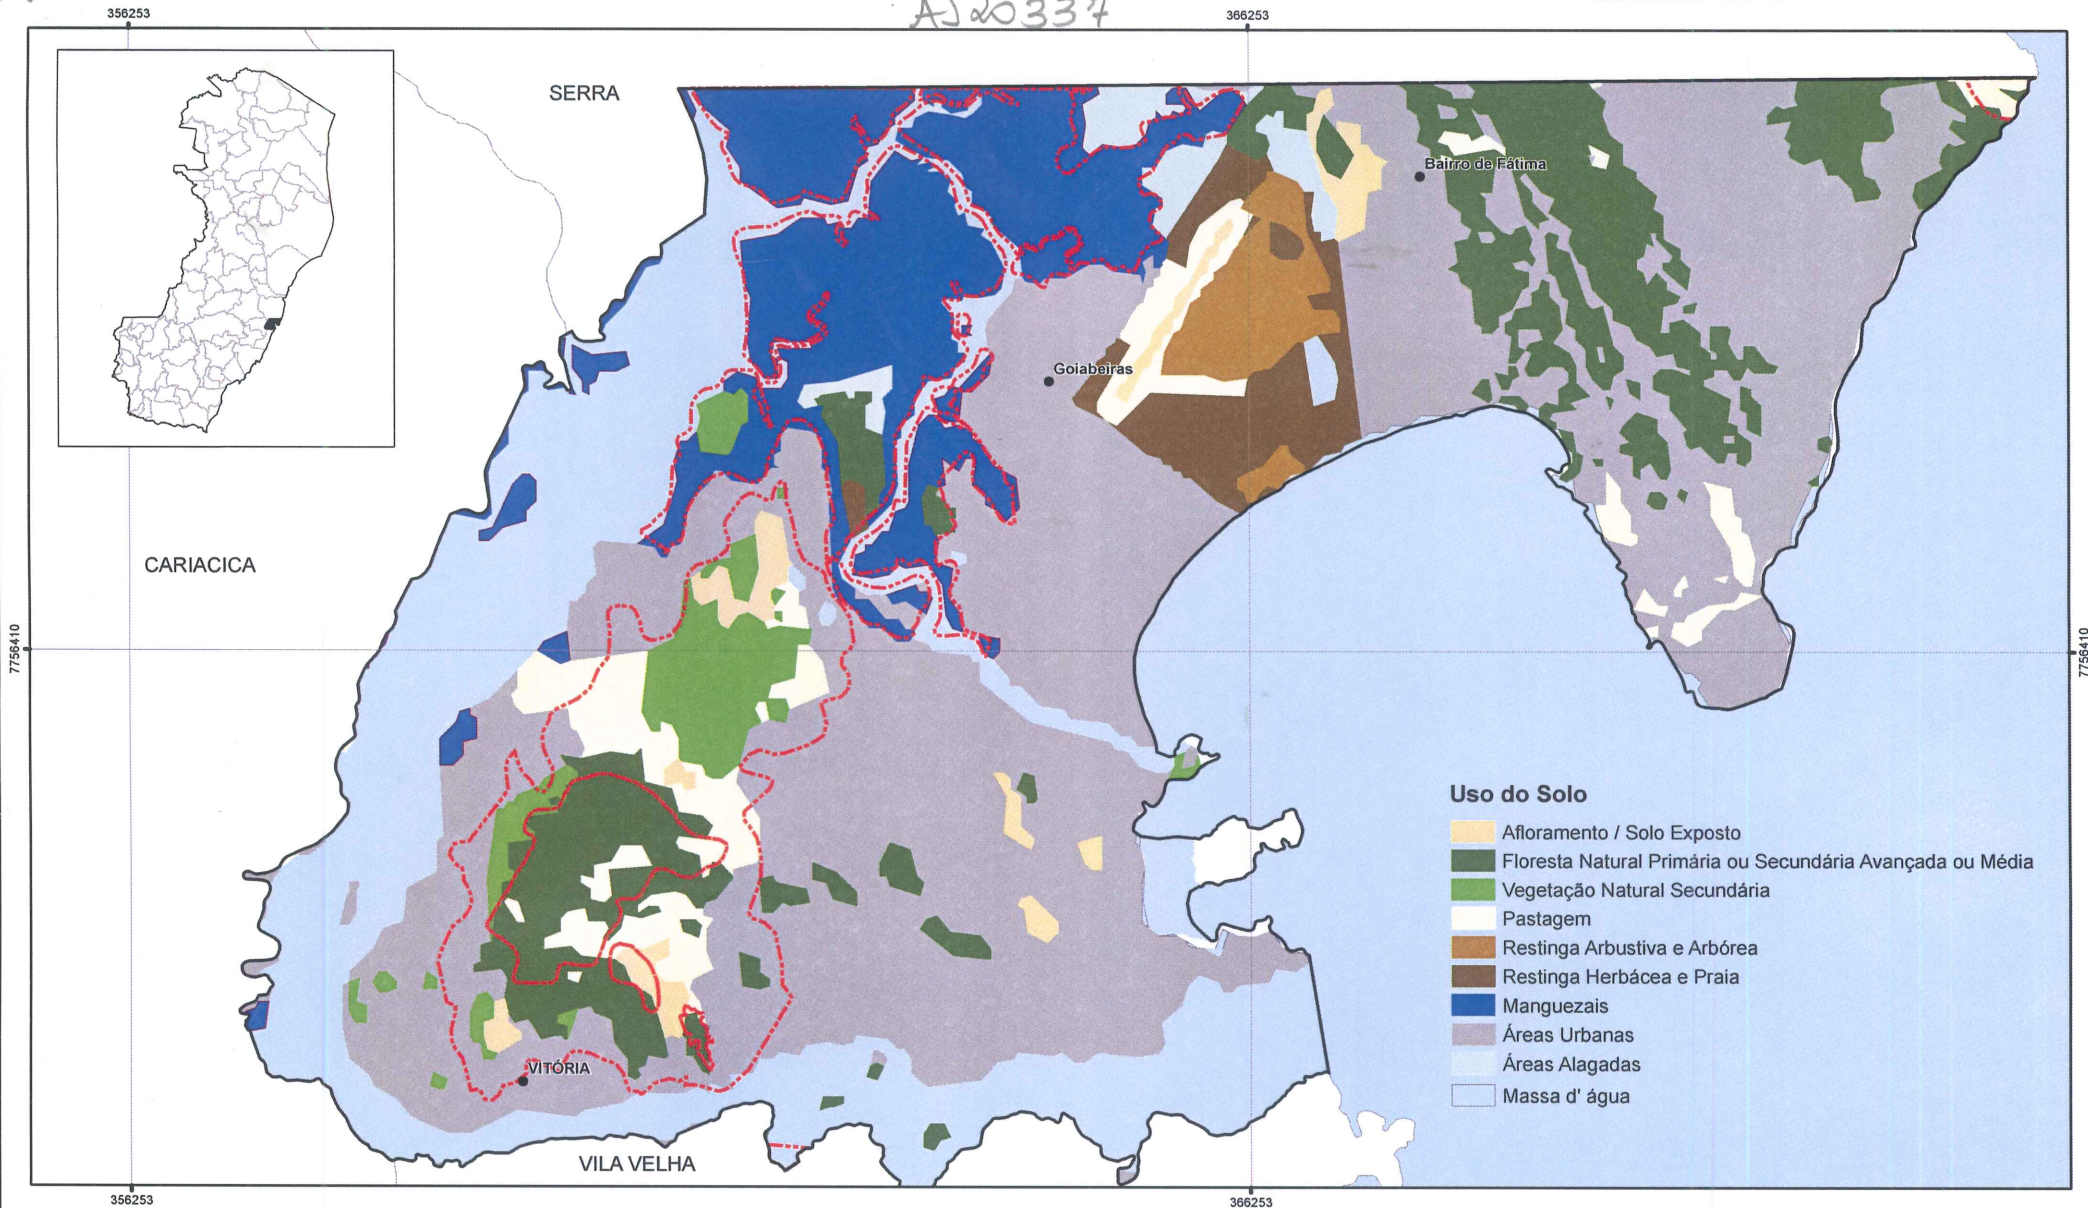 AJ20337
356253
366253
SERRA
Bairro de Fátima
Goiabeiras
CARIACICA
7756410
7756410
Uso do Solo
Afloramento / Solo Exposto
Floresta Natural Primária ou Secundária Avançada ou Média
Vegetação Natural Secundária
Pastagem
Restinga Arbustiva e Arbórea
Restinga Herbácea e Praia
Manguezais
Áreas Urbanas
Áreas Alagadas
Massa d' água
VITÓRIA
VILA VELHA
356253
366253